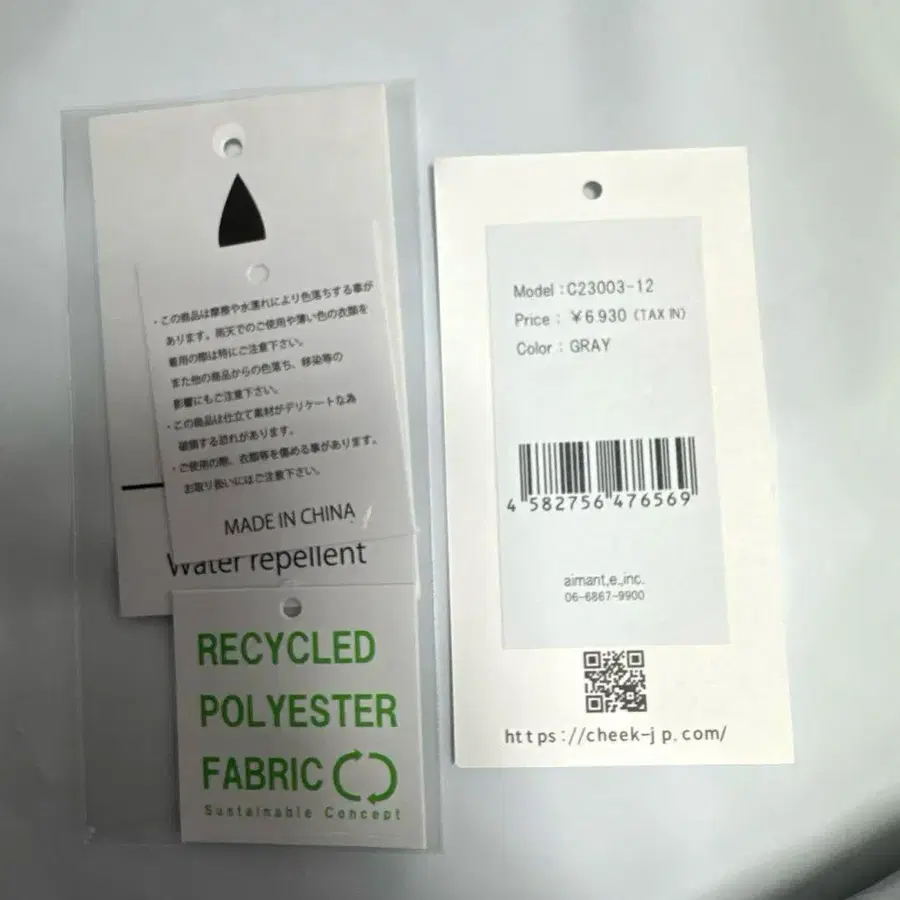 ・この商品は摩擦や水濡れにより色落ちする事が
あります。雨天でのご使用や薄い色の衣類を
着用の際は特にご注意下さい。
また他の商品からの色落ち、移染等の
影響にもご注意下さい。
・この商品は仕立て素材がデリケートな為
破損する恐れがあります。
・ご使用の際、衣類等を傷める事があります。
お取り扱いにはご注意下さい。
MADE IN CHINA
Water repellent
RECYCLED
POLYESTER
FABRIC
Sustainable Concept
Model : C23003-12
Price : ¥6,930 (TAX IN)
Color : GRAY
4 582756 476569
aimant,e.,inc.
06-6867-9900
https://cheek-jp.com/